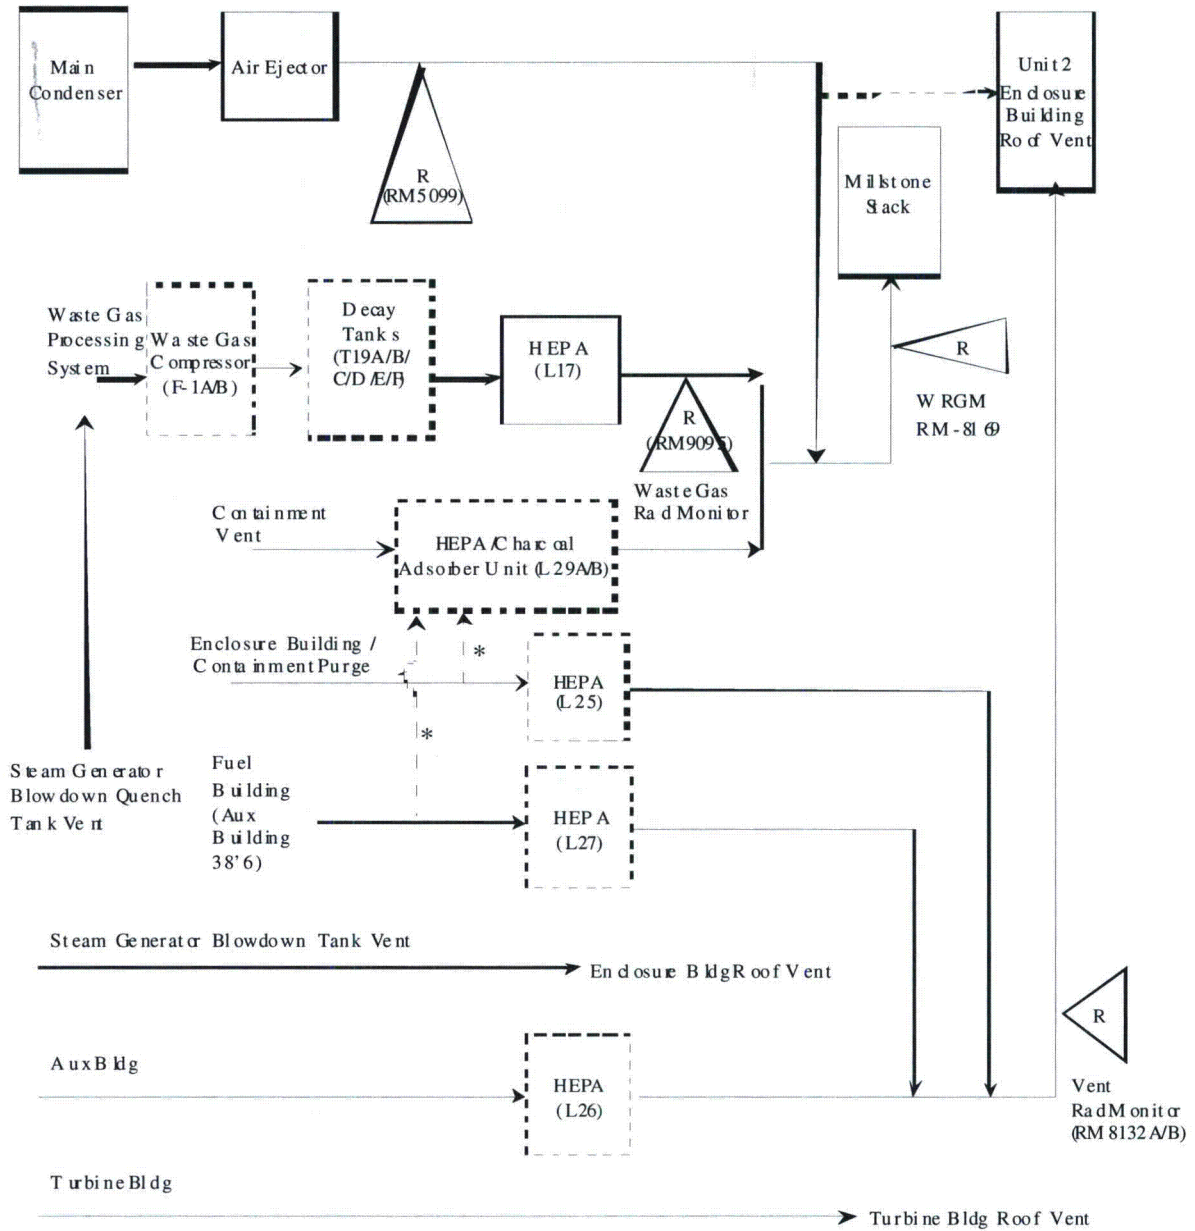 Main
Condenser
Air Ejector
Unit2
Enclosure
Building
Roof Vent
R
(RM5099)
Millstone
Stack
Waste Gas
Processing
System
Waste Gas
Compressor
(F-1A/B)
Decay
Tanks
(T19A/B/
C/D/E/F)
HEPA
(L17)
R
(RM9095)
Waste Gas
Rad Monitor
R
WRGM
RM-8169
Containment
Vent
HEPA/Charcoal
Adsorber Unit (L29A/B)
Enclosure Building /
Containment Purge
*
HEPA
(L25)
*
Steam Generator
Blowdown Quench
Tank Vent
Fuel
Building
(Aux
Building
38'6)
HEPA
(L27)
Steam Generator Blowdown Tank Vent
Enclosure Bldg Roof Vent
R
Aux Bldg
HEPA
(L26)
Vent
Rad Monitor
(RM8132A/B)
Turbine Bldg
Turbine Bldg Roof Vent